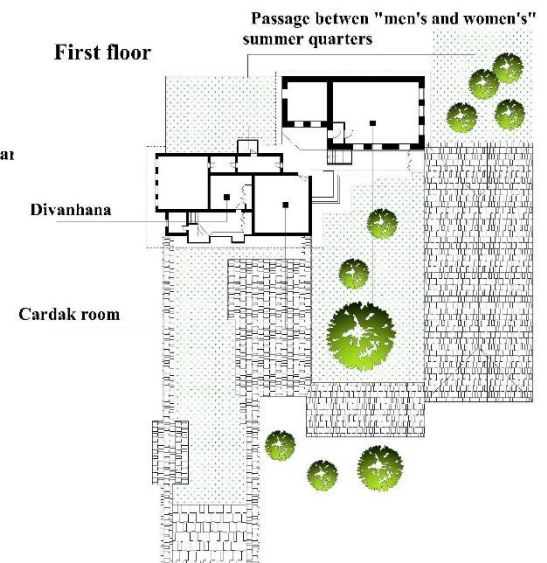 Passage betwen "men's and women's"
summer quarters
First floor
Divanhana
Cardak room